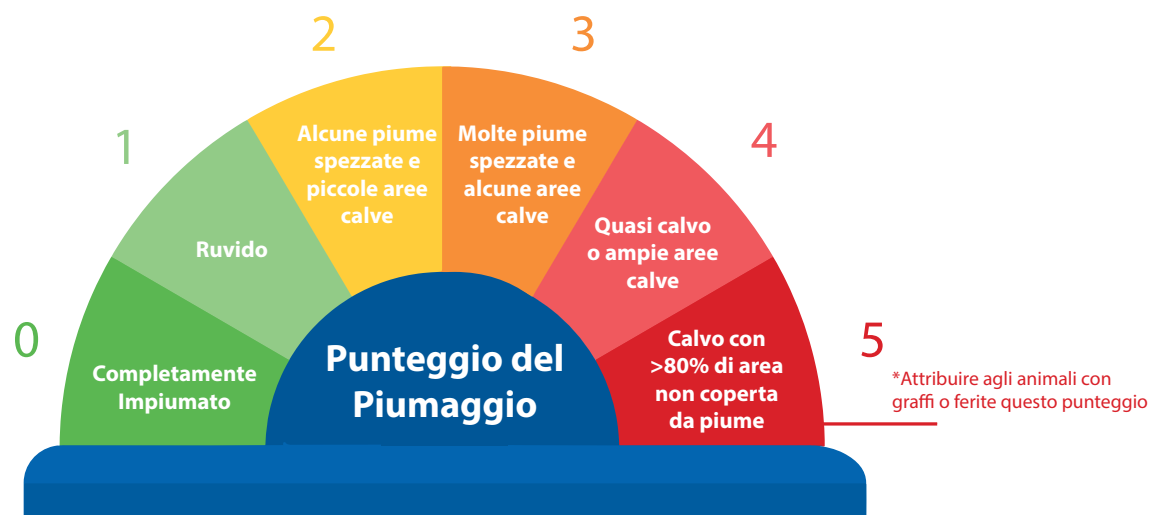 0
Completamente
Impiumato
1
Ruvido
2
Alcune piume
spezzate e
piccole aree
calve
3
Molte piume
spezzate e
alcune aree
calve
4
Quasi calvo
o ampie aree
calve
5
Calvo con
>80% di area
non coperta
da piume
*Attribuire agli animali con
graffi o ferite questo punteggio
Punteggio del
Piumaggio